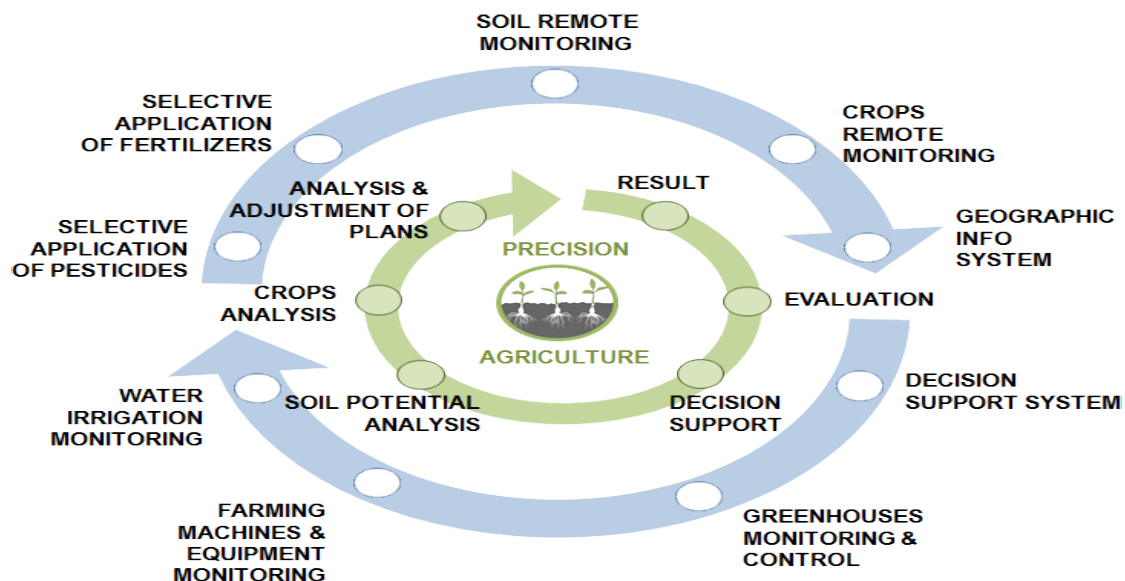 SOIL REMOTE
MONITORING
SELECTIVE
APPLICATION
OF FERTILIZERS
CROPS
REMOTE
MONITORING
ANALYSIS &
ADJUSTMENT OF
PLANS
RESULT
SELECTIVE
APPLICATION
OF PESTICIDES
GEOGRAPHIC
INFO
SYSTEM
PRECISION
AGRICULTURE
CROPS
ANALYSIS
EVALUATION
WATER
IRRIGATION
MONITORING
SOIL POTENTIAL
ANALYSIS
DECISION
SUPPORT
DECISION
SUPPORT SYSTEM
FARMING
MACHINES &
EQUIPMENT
MONITORING
GREENHOUSES
MONITORING &
CONTROL